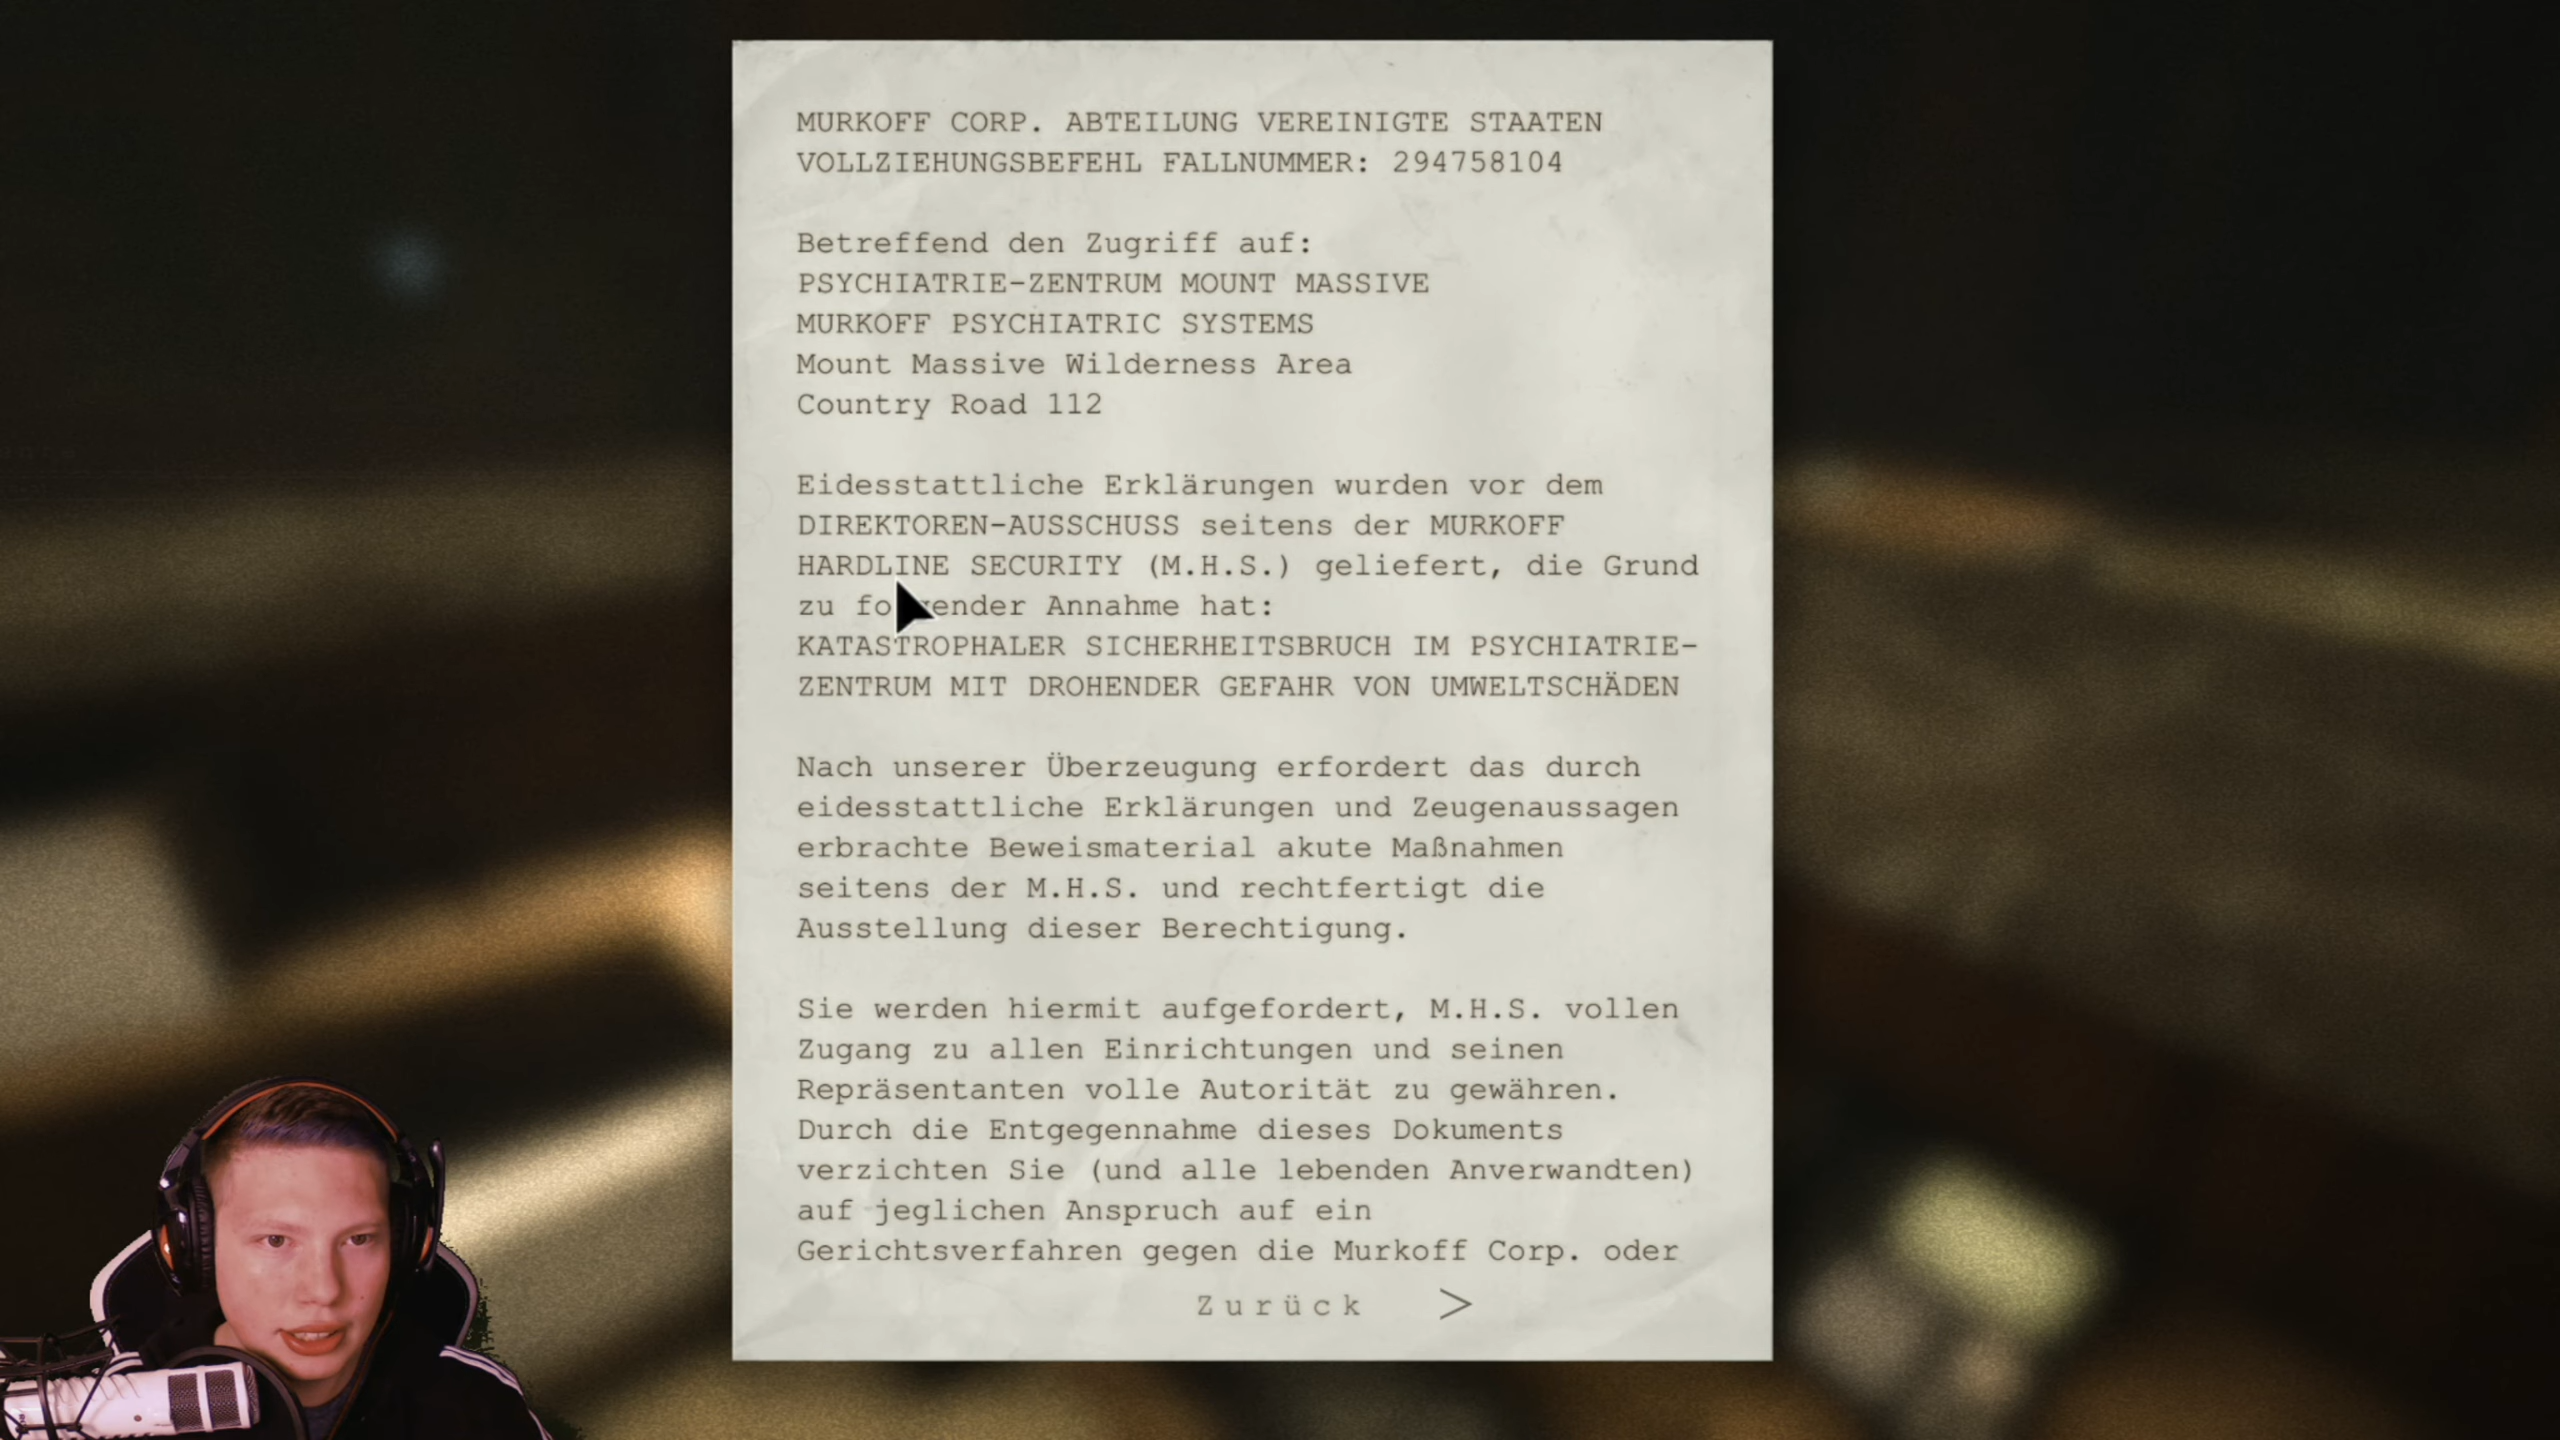 MURKOFF CORP. ABTEILUNG VEREINIGTE STAATEN
VOLLZIEHUNGSBEFEHL FALLNUMMER: 294758104
Betreffend den Zugriff auf:
PSYCHIATRIE-ZENTRUM MOUNT MASSIVE
MURKOFF PSYCHIATRIC SYSTEMS
Mount Massive Wilderness Area
Country Road 112
Eidesstattliche Erklärungen wurden vor dem
DIREKTOREN-AUSSCHUSS seitens der MURKOFF
HARDLINE SECURITY (M.H.S.) geliefert, die Grund
zu folgender Annahme hat:
KATASTROPHALER SICHERHEITSBRUCH IM PSYCHIATRIE-
ZENTRUM MIT DROHENDER GEFAHR VON UMWELTSCHÄDEN
Nach unserer Überzeugung erfordert das durch
eidesstattliche Erklärungen und Zeugenaussagen
erbrachte Beweismaterial akute Maßnahmen
seitens der M.H.S. und rechtfertigt die
Ausstellung dieser Berechtigung.
Sie werden hiermit aufgefordert, M.H.S. vollen
Zugang zu allen Einrichtungen und seinen
Repräsentanten volle Autorität zu gewähren.
Durch die Entgegennahme dieses Dokuments
verzichten Sie (und alle lebenden Anverwandten)
auf jeglichen Anspruch auf ein
Gerichtsverfahren gegen die Murkoff Corp. oder
Zurück >